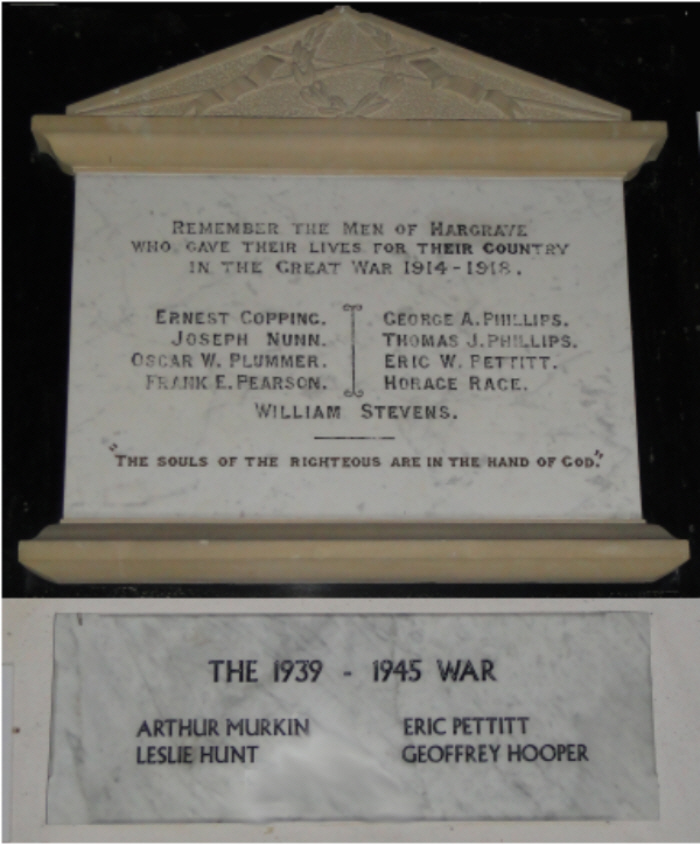 REMEMBER THE MEN OF HARGRAVE
WHO GAVE THEIR LIVES FOR THEIR COUNTRY
IN THE GREAT WAR 1914-1918.
ERNEST COPPING.
JOSEPH NUNN.
OSCAR W. PLUMMER.
FRANK E. PEARSON.
GEORGE A. PHILLIPS.
THOMAS J. PHILLIPS.
ERIC W. PETTITT.
HORACE RACE.
WILLIAM STEVENS.
"THE SOULS OF THE RIGHTEOUS ARE IN THE HAND OF GOD."
THE 1939 - 1945 WAR
ARTHUR MURKIN
LESLIE HUNT
ERIC PETTITT
GEOFFREY HOOPER